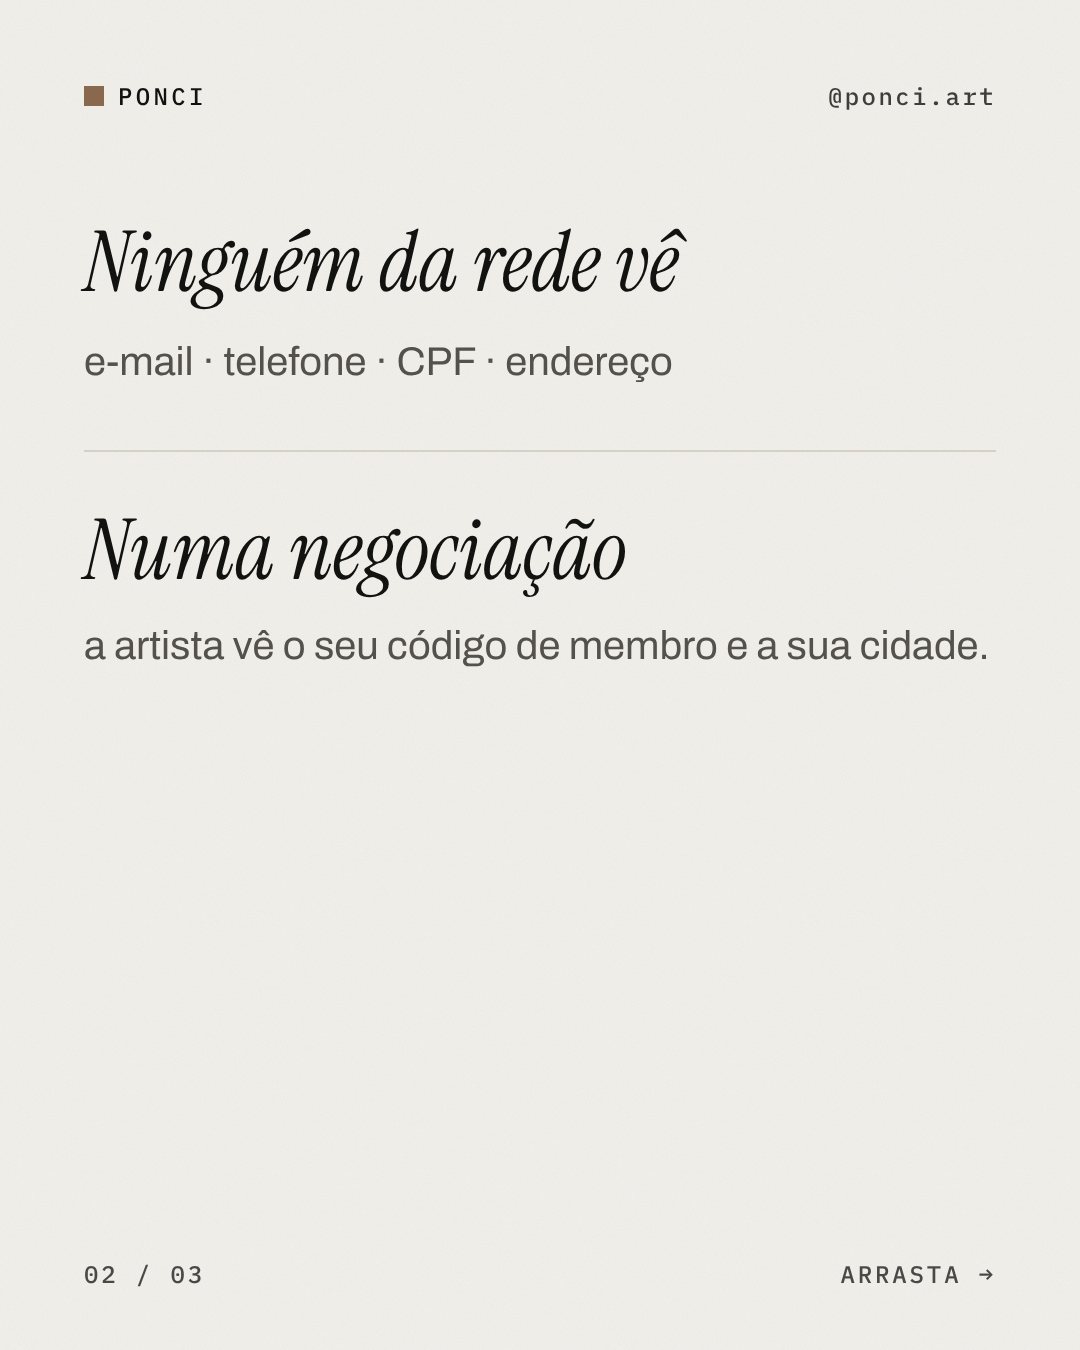 PONCI
@ponci.art
Ninguém da rede vê
e-mail · telefone · CPF · endereço
Numa negociação
a artista vê o seu código de membro e a sua cidade.
02 / 03
ARRASTA →